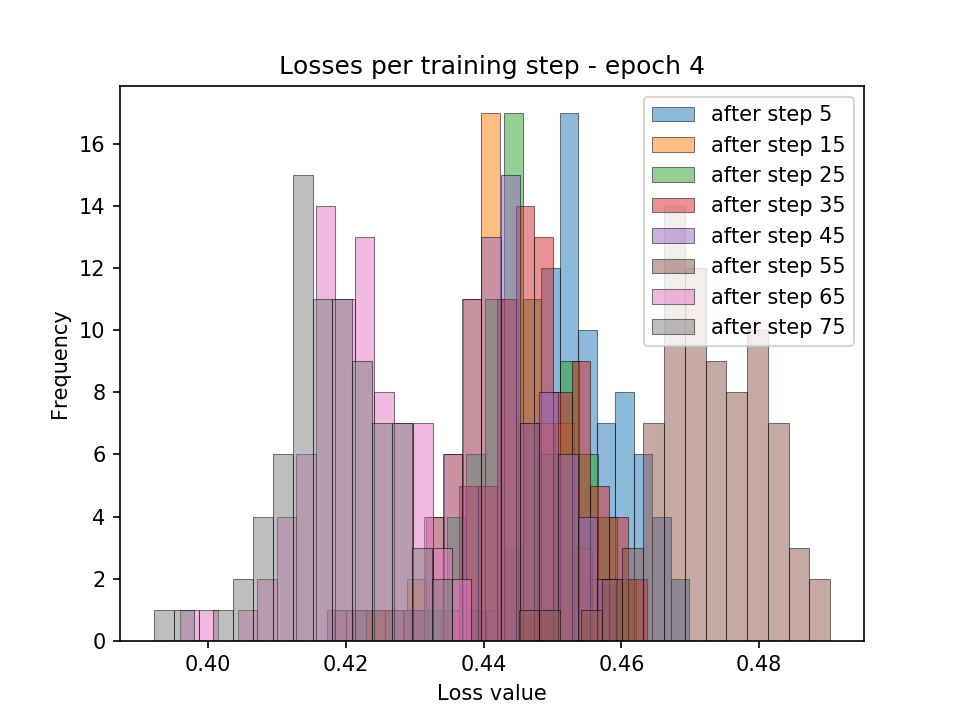 Losses per training step - epoch 4
after step 5
after step 15
after step 25
after step 35
after step 45
after step 55
after step 65
after step 75
Frequency
16
14
12
10
8
6
4
2
0
0.40 0.42 0.44 0.46 0.48
Loss value